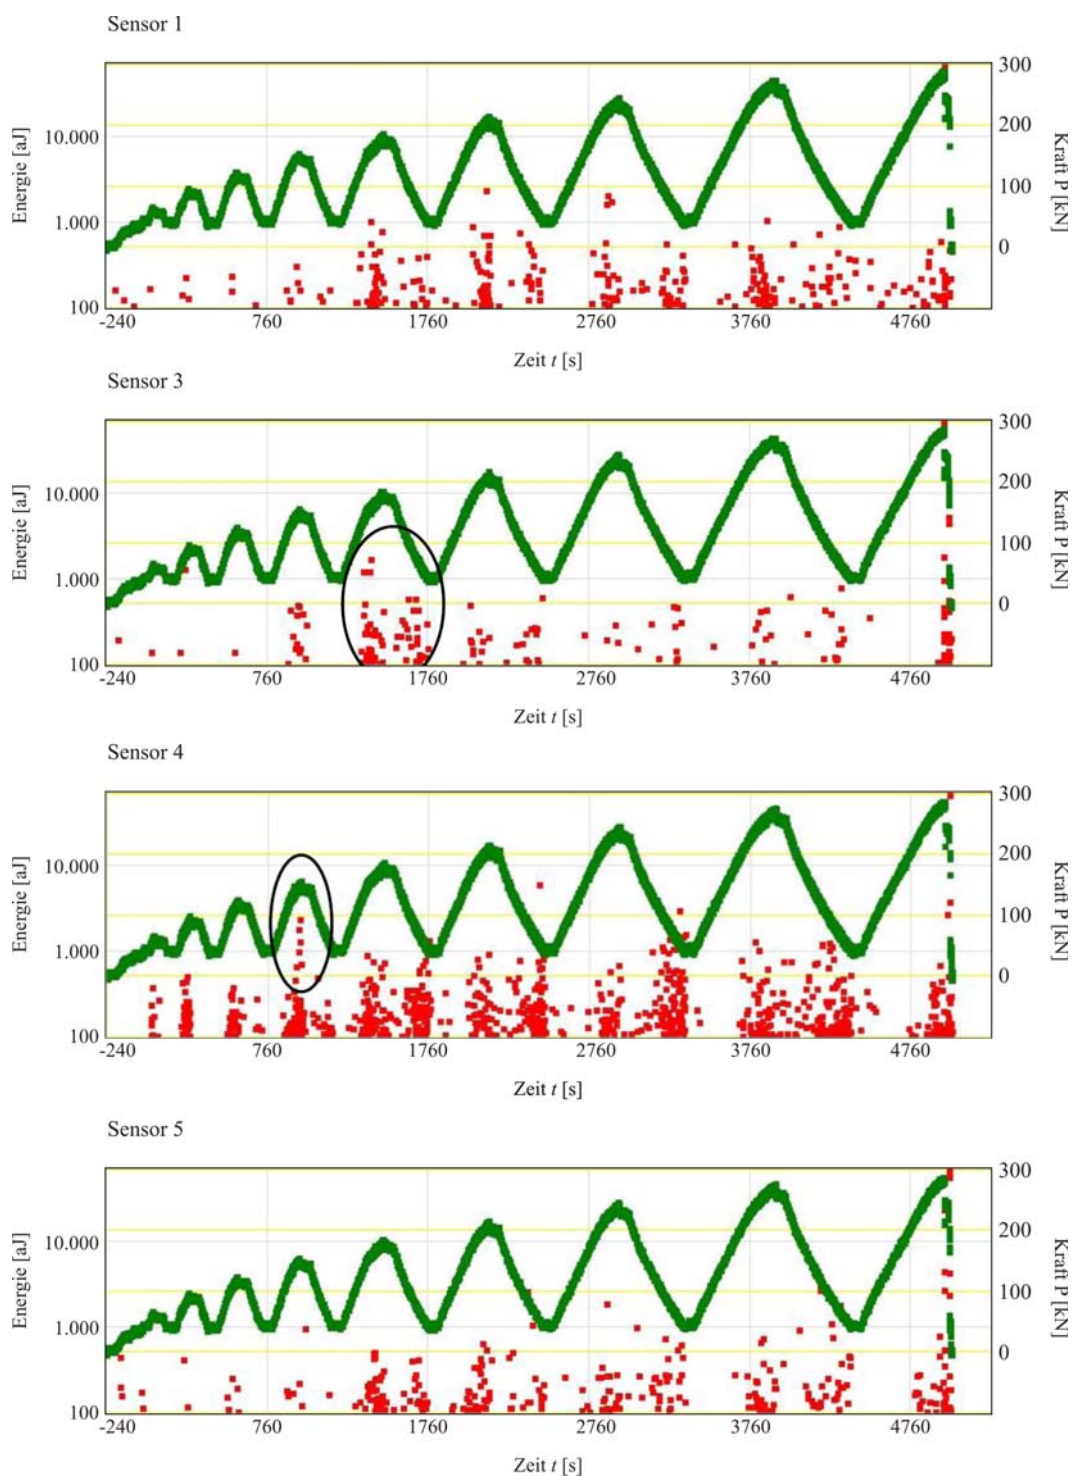 Sensor 1
300
10.000
200
Energie [aJ]
Kraft P [kN]
100
1.000
0
100
-240 760 1760 2760 3760 4760
Zeit t [s]
Sensor 3
300
10.000
200
Energie [aJ]
Kraft P [kN]
100
1.000
0
100
-240 760 1760 2760 3760 4760
Zeit t [s]
Sensor 4
300
10.000
200
Energie [aJ]
Kraft P [kN]
100
1.000
0
100
-240 760 1760 2760 3760 4760
Zeit t [s]
Sensor 5
300
10.000
200
Energie [aJ]
Kraft P [kN]
100
1.000
0
100
-240 760 1760 2760 3760 4760
Zeit t [s]